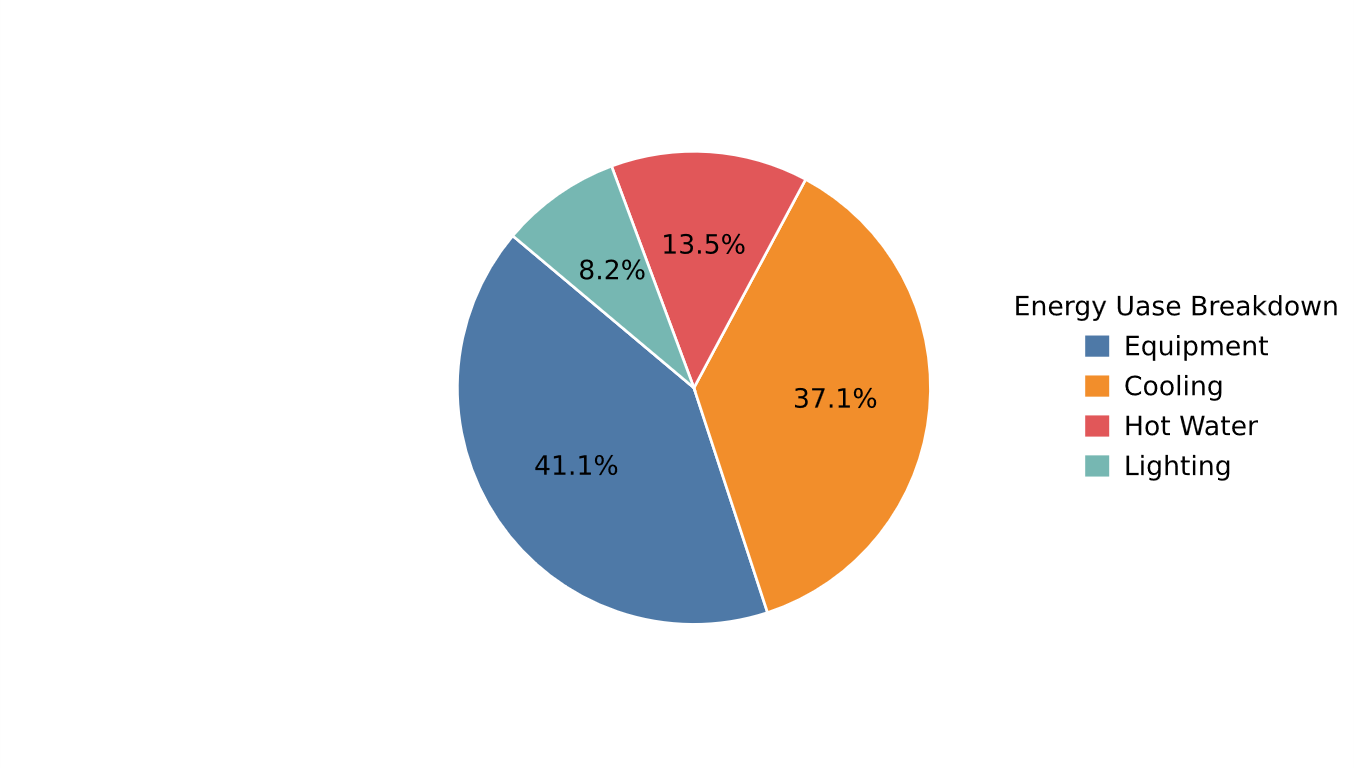 13.5%
8.2%
37.1%
41.1%
Energy Uase Breakdown
Equipment
Cooling
Hot Water
Lighting